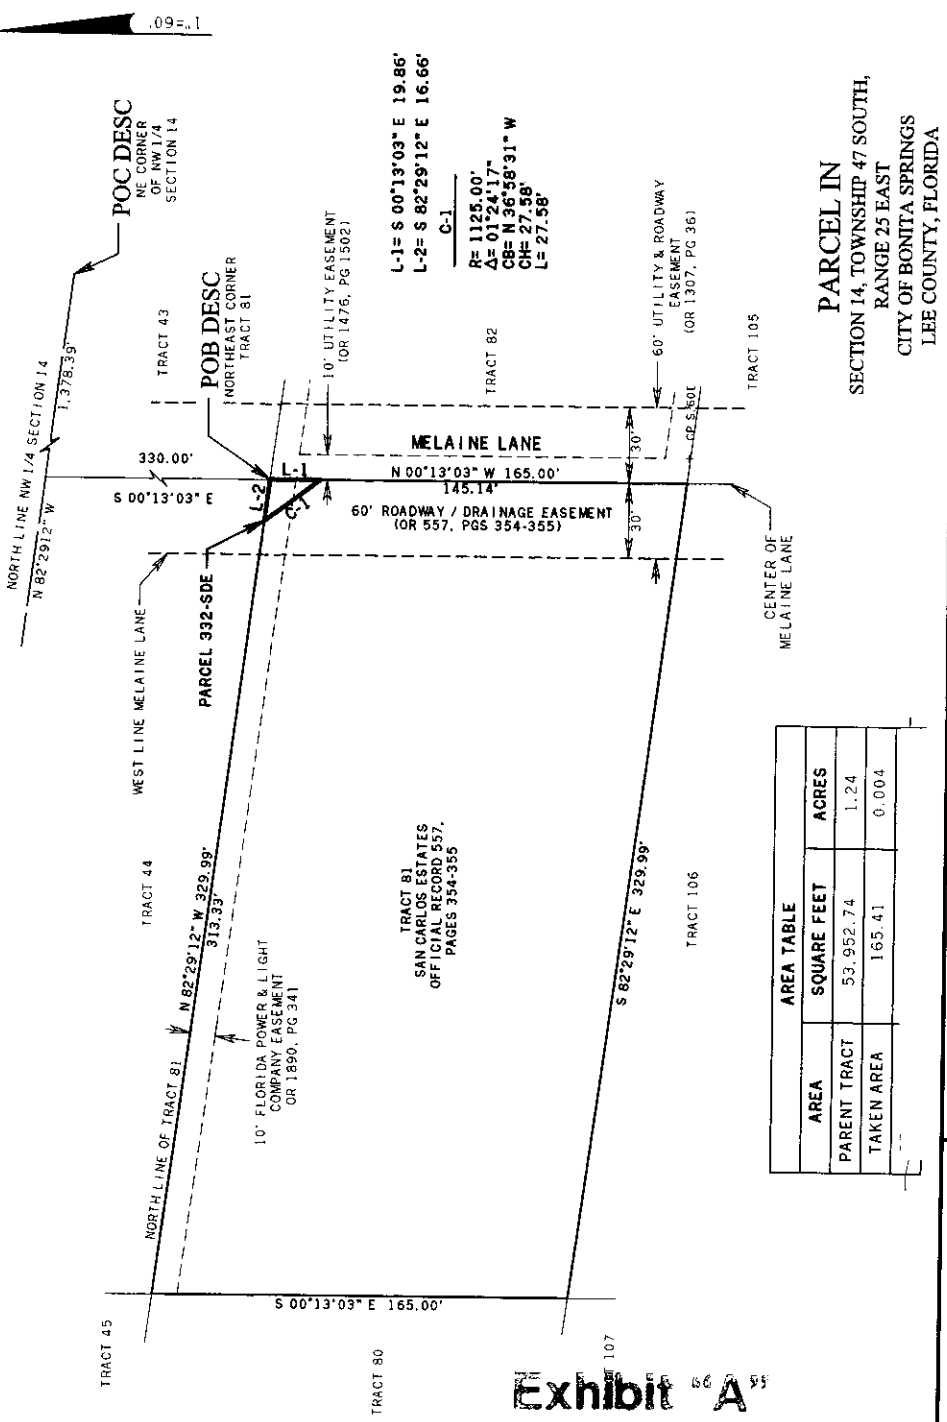 1"=60'
POC DESC
NE CORNER
OF NW 1/4
SECTION 14
NORTH LINE NW 1/4 SECTION 14
N 82°2912" W
1,378.39'
TRACT 43
POB DESC
NORTHEAST CORNER
TRACT 81
10' UTILITY EASEMENT
(OR 1476, PG 1502)
L-1= S 00°13'03" E 19.86'
L-2= S 82°29'12" E 16.66'
C-1
R= 1125.00'
Δ= 01°24'17"
CB= N 36°58'31" W
CH= 27.58'
L= 27.58'
TRACT 82
60' UTILITY & ROADWAY
EASEMENT
(OR 1307, PG 36)
TRACT 105
PARCEL IN
SECTION 14, TOWNSHIP 47 SOUTH,
RANGE 25 EAST
CITY OF BONITA SPRINGS
LEE COUNTY, FLORIDA
330.00'
S 00°13'03" E
L-1
L-2
C-1
MELAINE LANE
N 00°13'03" W 165.00'
145.14'
60' ROADWAY / DRAINAGE EASEMENT
(OR 557, PGS 354-355)
30'
30'
CENTER OF
MELAINE LANE
WEST LINE MELAINE LANE
PARCEL 332-SDE
TRACT 44
N 82°29'12" W 329.99'
313.33'
NORTH LINE OF TRACT 81
10' FLORIDA POWER & LIGHT
COMPANY EASEMENT
OR 1890, PG 341
TRACT 81
SAN CARLOS ESTATES
OFFICIAL RECORD 557,
PAGES 354-355
S 82°29'12" E 329.99'
TRACT 106
S 00°13'03" E 165.00'
TRACT 45
TRACT 80
107
AREA TABLE
AREA SQUARE FEET ACRES
PARENT TRACT 53,952.74 1.24
TAKEN AREA 165.41 0.004
Exhibit "A"